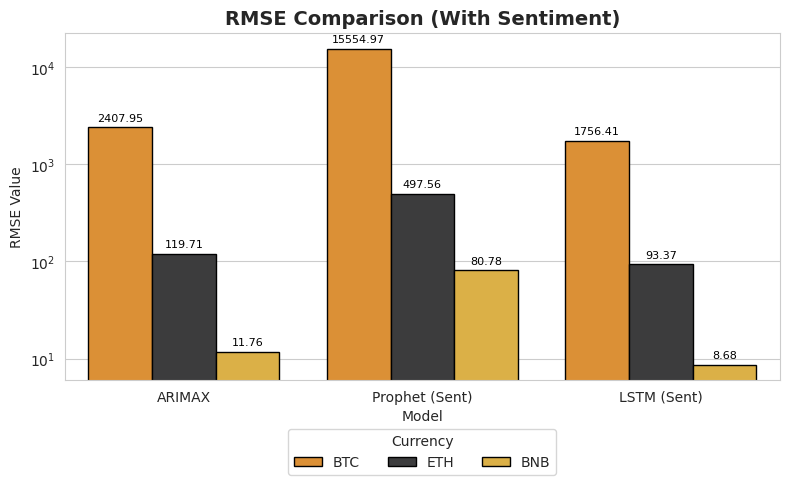 RMSE Comparison (With Sentiment)
15554.97
10^4
2407.95
1756.41
10^3
497.56
RMSE Value
119.71
93.37
10^2
80.78
11.76
8.68
10^1
ARIMAX
Prophet (Sent)
LSTM (Sent)
Model
Currency
BTC ETH BNB